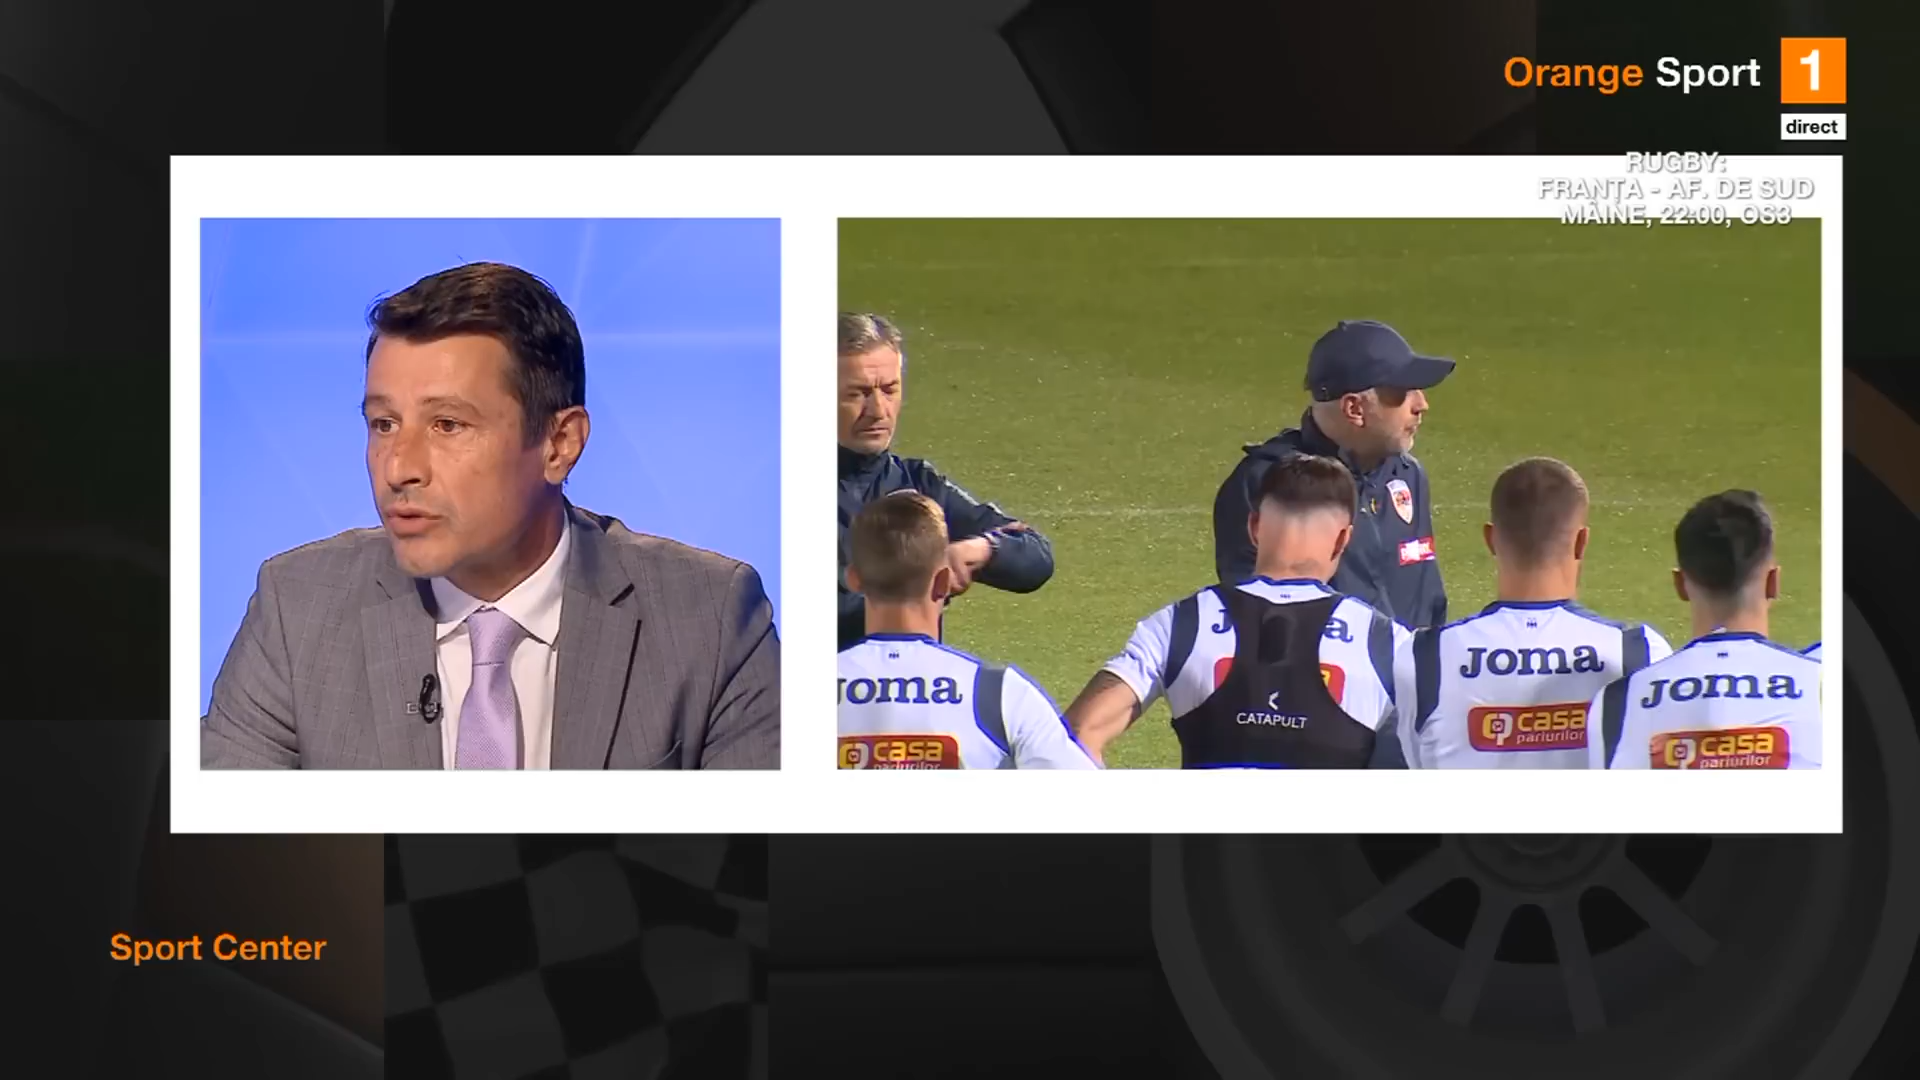 Orange Sport 1
direct
RUGBY:
FRANȚA - AF. DE SUD
MÂINE, 22:00, OS3
Joma
CATAPULT
Joma
Joma
casa
pariurilor
casa
pariurilor
casa
pariurilor
Sport Center